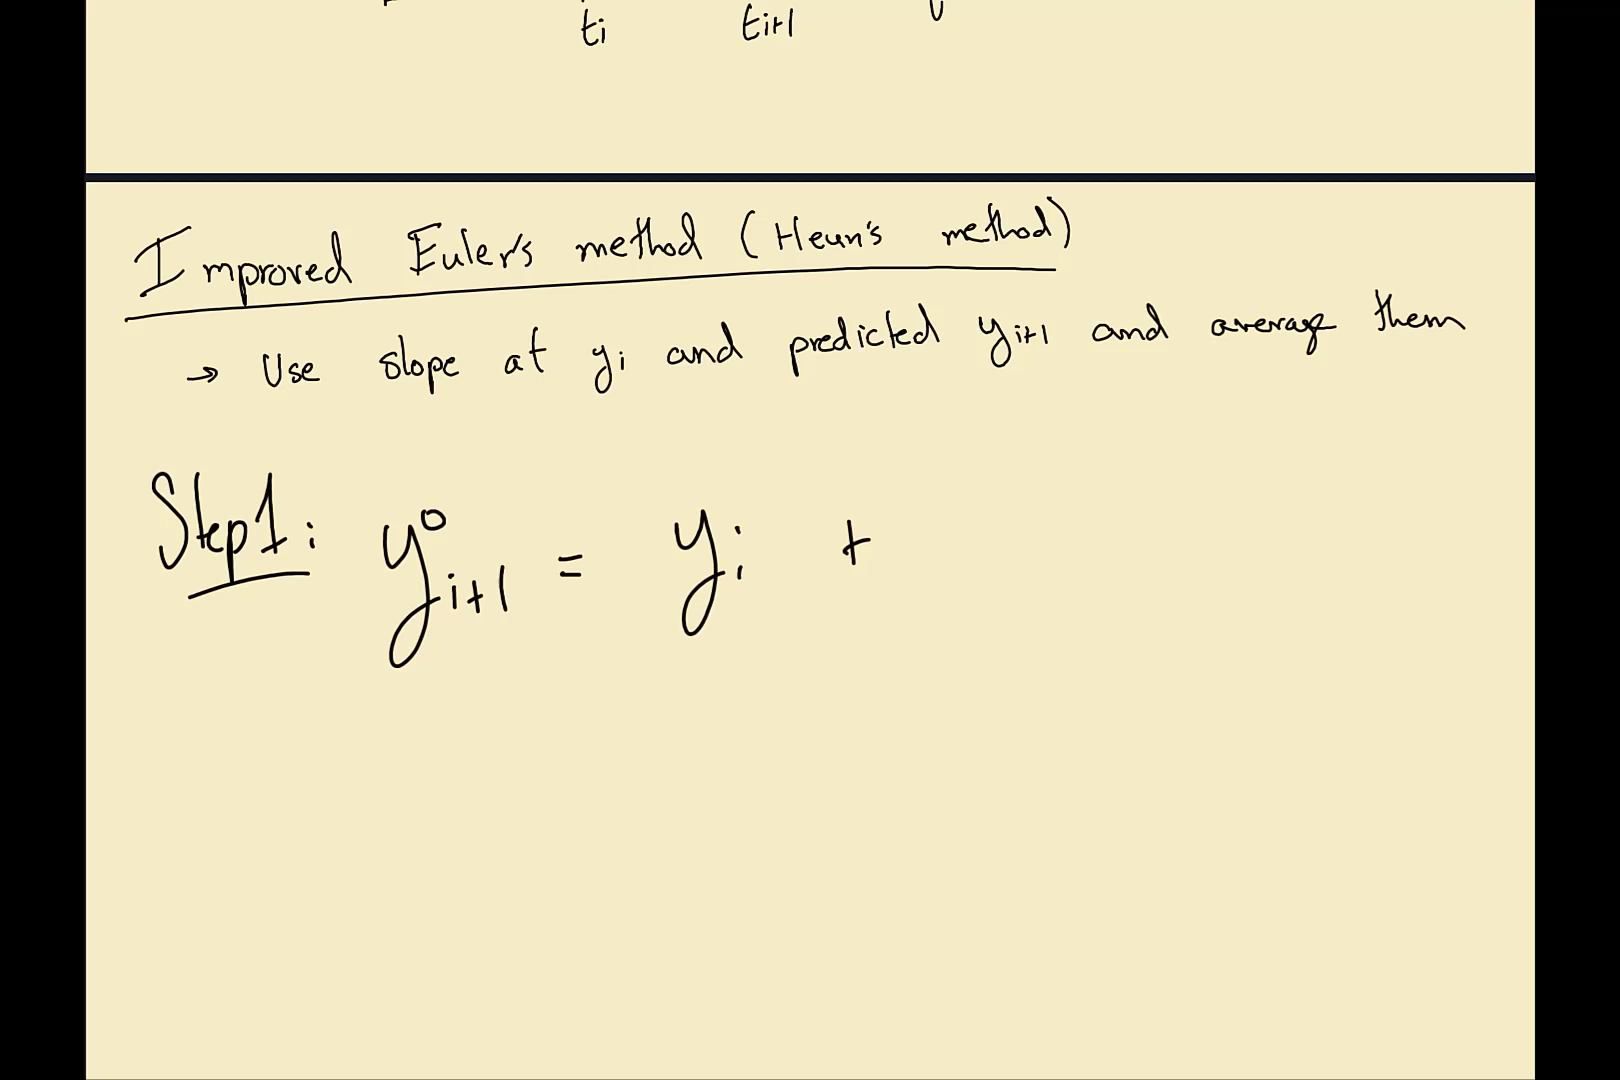 ti ti+1
Improved Euler's method (Heun's method)
→ Use slope at yi and predicted yi+1 and average them
Step1: y⁰i+1 = yi +